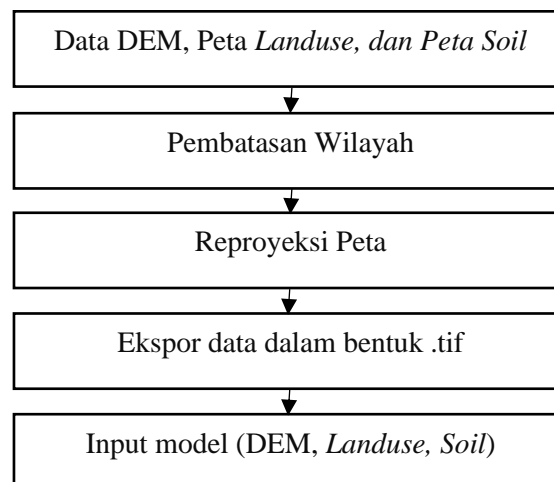 Data DEM, Peta Landuse, dan Peta Soil
Pembatasan Wilayah
Reproyeksi Peta
Ekspor data dalam bentuk .tif
Input model (DEM, Landuse, Soil)